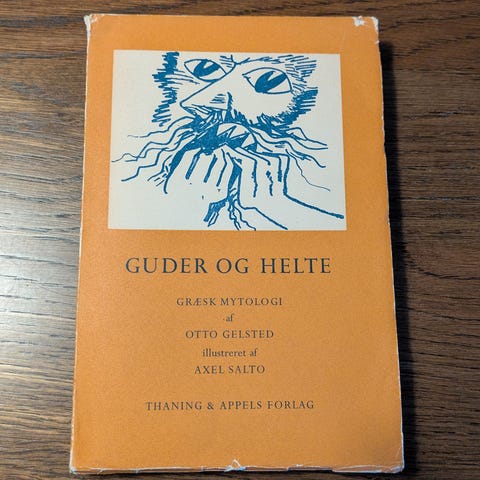 GUDER OG HELTE
GRÆSK MYTOLOGI
af
OTTO GELSTED
illustreret af
AXEL SALTO
THANING & APPELS FORLAG